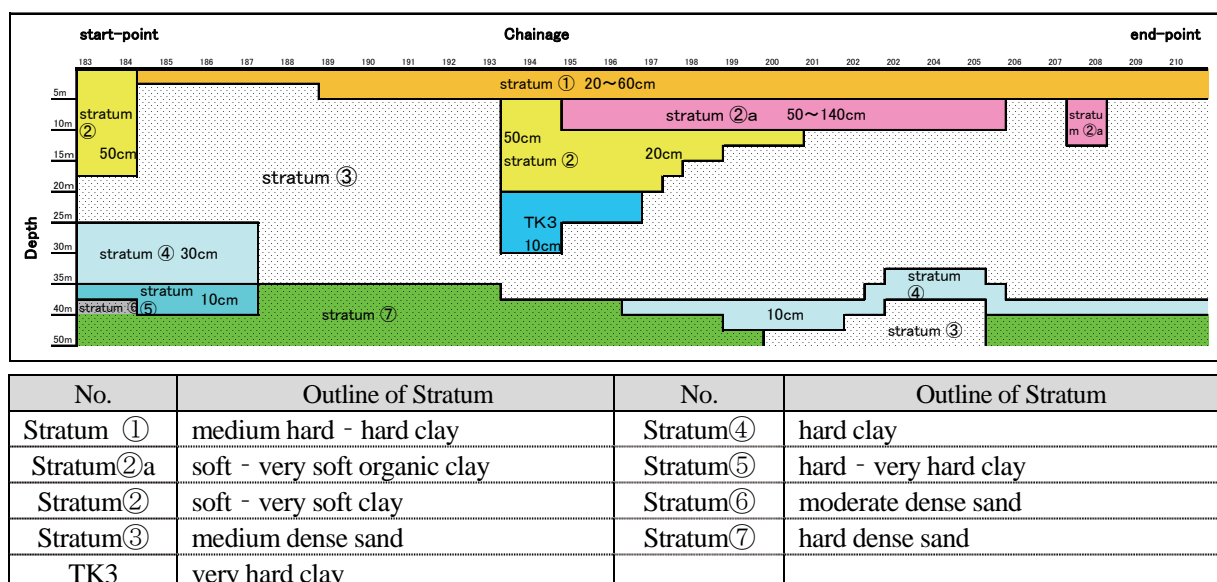 start-point Chainage end-point
183 184 185 186 187 188 189 190 191 192 193 194 195 196 197 198 199 200 201 202 203 204 205 206 207 208 209 210
stratum ① 20～60cm
5m
stratum
②
50cm
10m
15m
20m
25m
30m
35m
40m
50m
Depth
stratum ②a 50～140cm
stratu
m ②a
50cm
stratum ②
20cm
stratum ③
TK3
10cm
stratum ④ 30cm
stratum
⑤
10cm
stratum ⑥
stratum ⑦
stratum
④
10cm
stratum ③
No. Outline of Stratum No. Outline of Stratum
Stratum ① medium hard - hard clay Stratum④ hard clay
Stratum②a soft - very soft organic clay Stratum⑤ hard - very hard clay
Stratum② soft - very soft clay Stratum⑥ moderate dense sand
Stratum③ medium dense sand Stratum⑦ hard dense sand
TK3 very hard clay